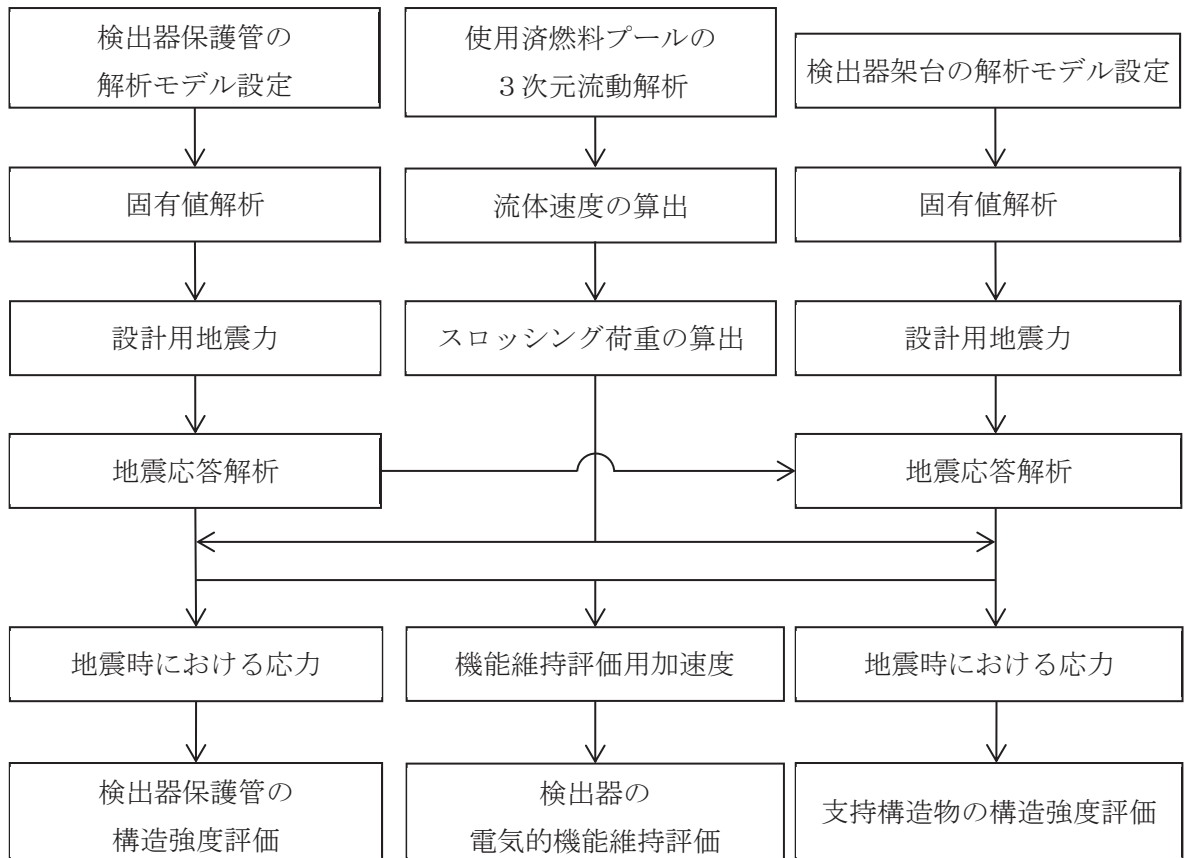 検出器保護管の
解析モデル設定
使用済燃料プールの
３次元流動解析
検出器架台の解析モデル設定
固有値解析
流体速度の算出
固有値解析
設計用地震力
スロッシング荷重の算出
設計用地震力
地震応答解析
地震応答解析
地震時における応力
機能維持評価用加速度
地震時における応力
検出器保護管の
構造強度評価
検出器の
電気的機能維持評価
支持構造物の構造強度評価